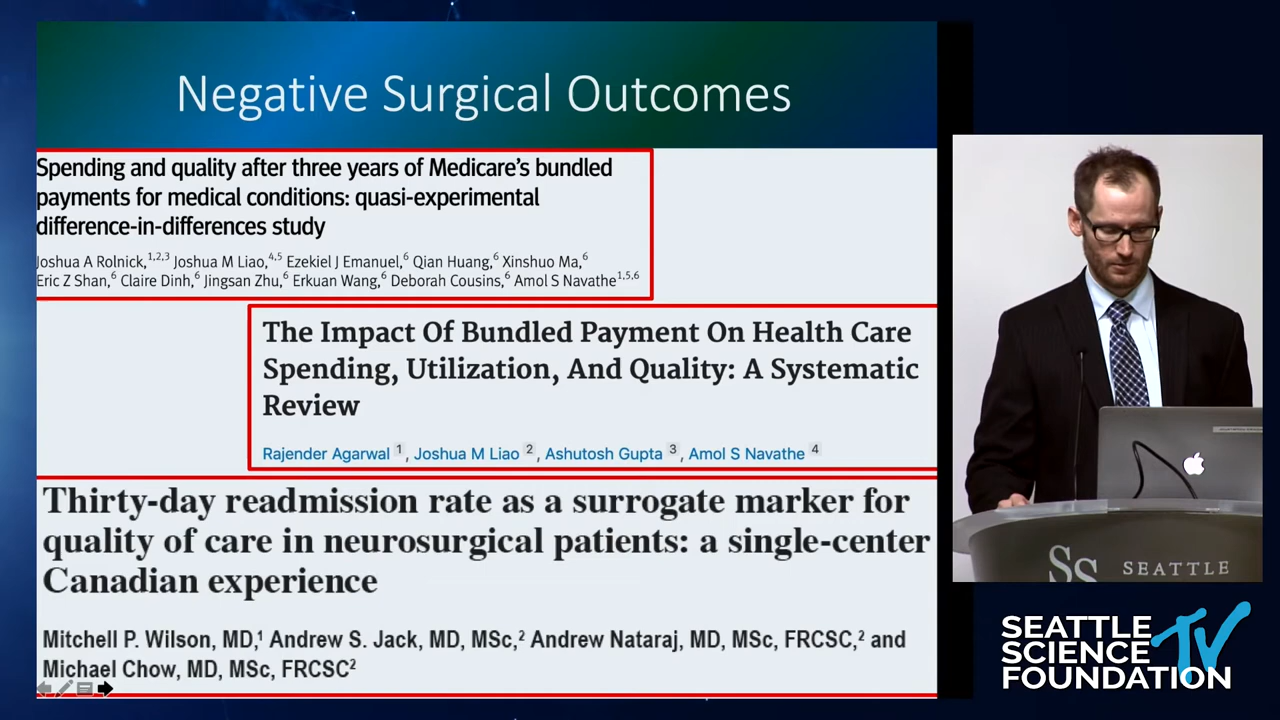 Negative Surgical Outcomes
Spending and quality after three years of Medicare's bundled
payments for medical conditions: quasi-experimental
difference-in-differences study
Joshua A Rolnick,1,2,3 Joshua M Liao,4,5 Ezekiel J Emanuel,6 Qian Huang,6 Xinshuo Ma,6
Eric Z Shan,6 Claire Dinh,6 Jingsan Zhu,6 Erkuan Wang,6 Deborah Cousins,6 Amol S Navathe1,5,6
The Impact Of Bundled Payment On Health Care
Spending, Utilization, And Quality: A Systematic
Review
Rajender Agarwal 1, Joshua M Liao 2, Ashutosh Gupta 3, Amol S Navathe 4
Thirty-day readmission rate as a surrogate marker for
quality of care in neurosurgical patients: a single-center
Canadian experience
Mitchell P. Wilson, MD,1 Andrew S. Jack, MD, MSc,2 Andrew Nataraj, MD, MSc, FRCSC,2 and
Michael Chow, MD, MSc, FRCSC2
SS SEATTLE
SEATTLE
SCIENCE TV
FOUNDATION